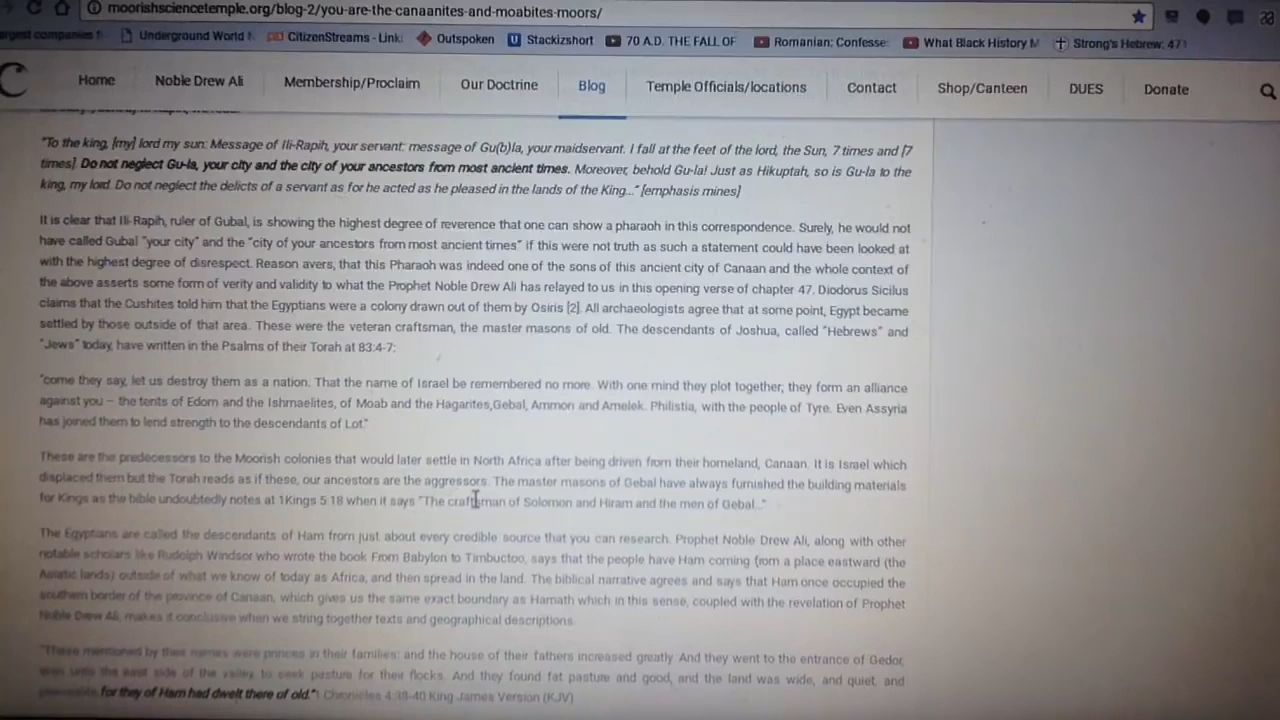 moorishsciencetemple.org/blog-2/you-are-the-canaanites-and-moabites-moors/
argest companies f Underground World N CitizenStreams - Link: Outspoken Stackizshort 70 A.D. THE FALL OF Romanian; Confesse: What Black History M Strong's Hebrew: 471
Home Noble Drew Ali Membership/Proclaim Our Doctrine Blog Temple Officials/locations Contact Shop/Canteen DUES Donate
"To the king, [my] lord my sun: Message of Ili-Rapih, your servant: message of Gu(b)la, your maidservant. I fall at the feet of the lord, the Sun, 7 times and [7
times]. Do not neglect Gu-la, your city and the city of your ancestors from most ancient times. Moreover, behold Gu-la! Just as Hikuptah, so is Gu-la to the
king, my lord. Do not neglect the delicts of a servant as for he acted as he pleased in the lands of the King..." [emphasis mines]
It is clear that Ili-Rapih, ruler of Gubal, is showing the highest degree of reverence that one can show a pharaoh in this correspondence. Surely, he would not
have called Gubal "your city" and the "city of your ancestors from most ancient times" if this were not truth as such a statement could have been looked at
with the highest degree of disrespect. Reason avers, that this Pharaoh was indeed one of the sons of this ancient city of Canaan and the whole context of
the above asserts some form of verity and validity to what the Prophet Noble Drew Ali has relayed to us in this opening verse of chapter 47. Diodorus Sicilus
claims that the Cushites told him that the Egyptians were a colony drawn out of them by Osiris [2]. All archaeologists agree that at some point, Egypt became
settled by those outside of that area. These were the veteran craftsman, the master masons of old. The descendants of Joshua, called "Hebrews" and
"Jews" today, have written in the Psalms of their Torah at 83:4-7:
"come they say, let us destroy them as a nation. That the name of Israel be remembered no more. With one mind they plot together; they form an alliance
against you – the tents of Edom and the Ishmaelites, of Moab and the Hagarites,Gebal, Ammon and Amelek. Philistia, with the people of Tyre. Even Assyria
has joined them to lend strength to the descendants of Lot."
These are the predecessors to the Moorish colonies that would later settle in North Africa after being driven from their homeland, Canaan. It is Israel which
displaced them but the Torah reads as if these, our ancestors are the aggressors. The master masons of Gebal have always furnished the building materials
for Kings as the bible undoubtedly notes at 1Kings 5:18 when it says "The craftsman of Solomon and Hiram and the men of Gebal..."
The Egyptians are called the descendants of Ham from just about every credible source that you can research. Prophet Noble Drew Ali, along with other
notable scholars like Rudolph Windsor who wrote the book From Babylon to Timbuctoo, says that the people have Ham coming from a place eastward (the
Asiatic lands) outside of what we know of today as Africa, and then spread in the land. The biblical narrative agrees and says that Ham once occupied the
southern border of the province of Canaan, which gives us the same exact boundary as Hamath which in this sense, coupled with the revelation of Prophet
Noble Drew Ali, makes it conclusive when we string together texts and geographical descriptions.
"These mentioned by their names were princes in their families: and the house of their fathers increased greatly. And they went to the entrance of Gedor,
even unto the east side of the valley, to seek pasture for their flocks. And they found fat pasture and good, and the land was wide, and quiet, and
peaceable for they of Ham had dwelt there of old." Chronicles 4:38-40 King James Version (KJV)